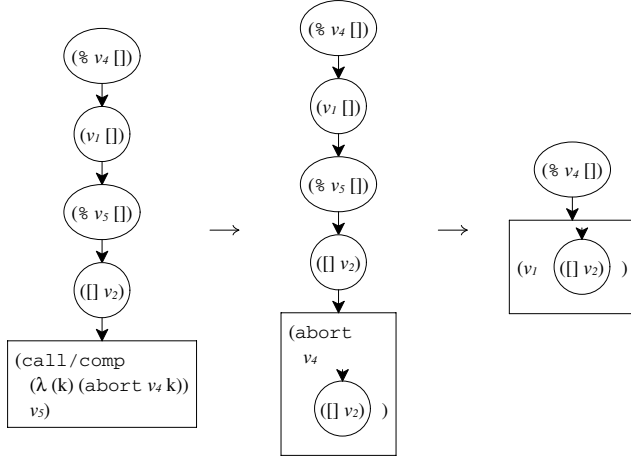 (% v₄ [])
(v₁ [])
(% v₅ [])
([] v₂)
(call/comp
(λ (k) (abort v₄ k))
v₅)
→
(% v₄ [])
(v₁ [])
(% v₅ [])
([] v₂)
(abort
v₄
([] v₂) )
→
(% v₄ [])
(v₁ ([] v₂) )